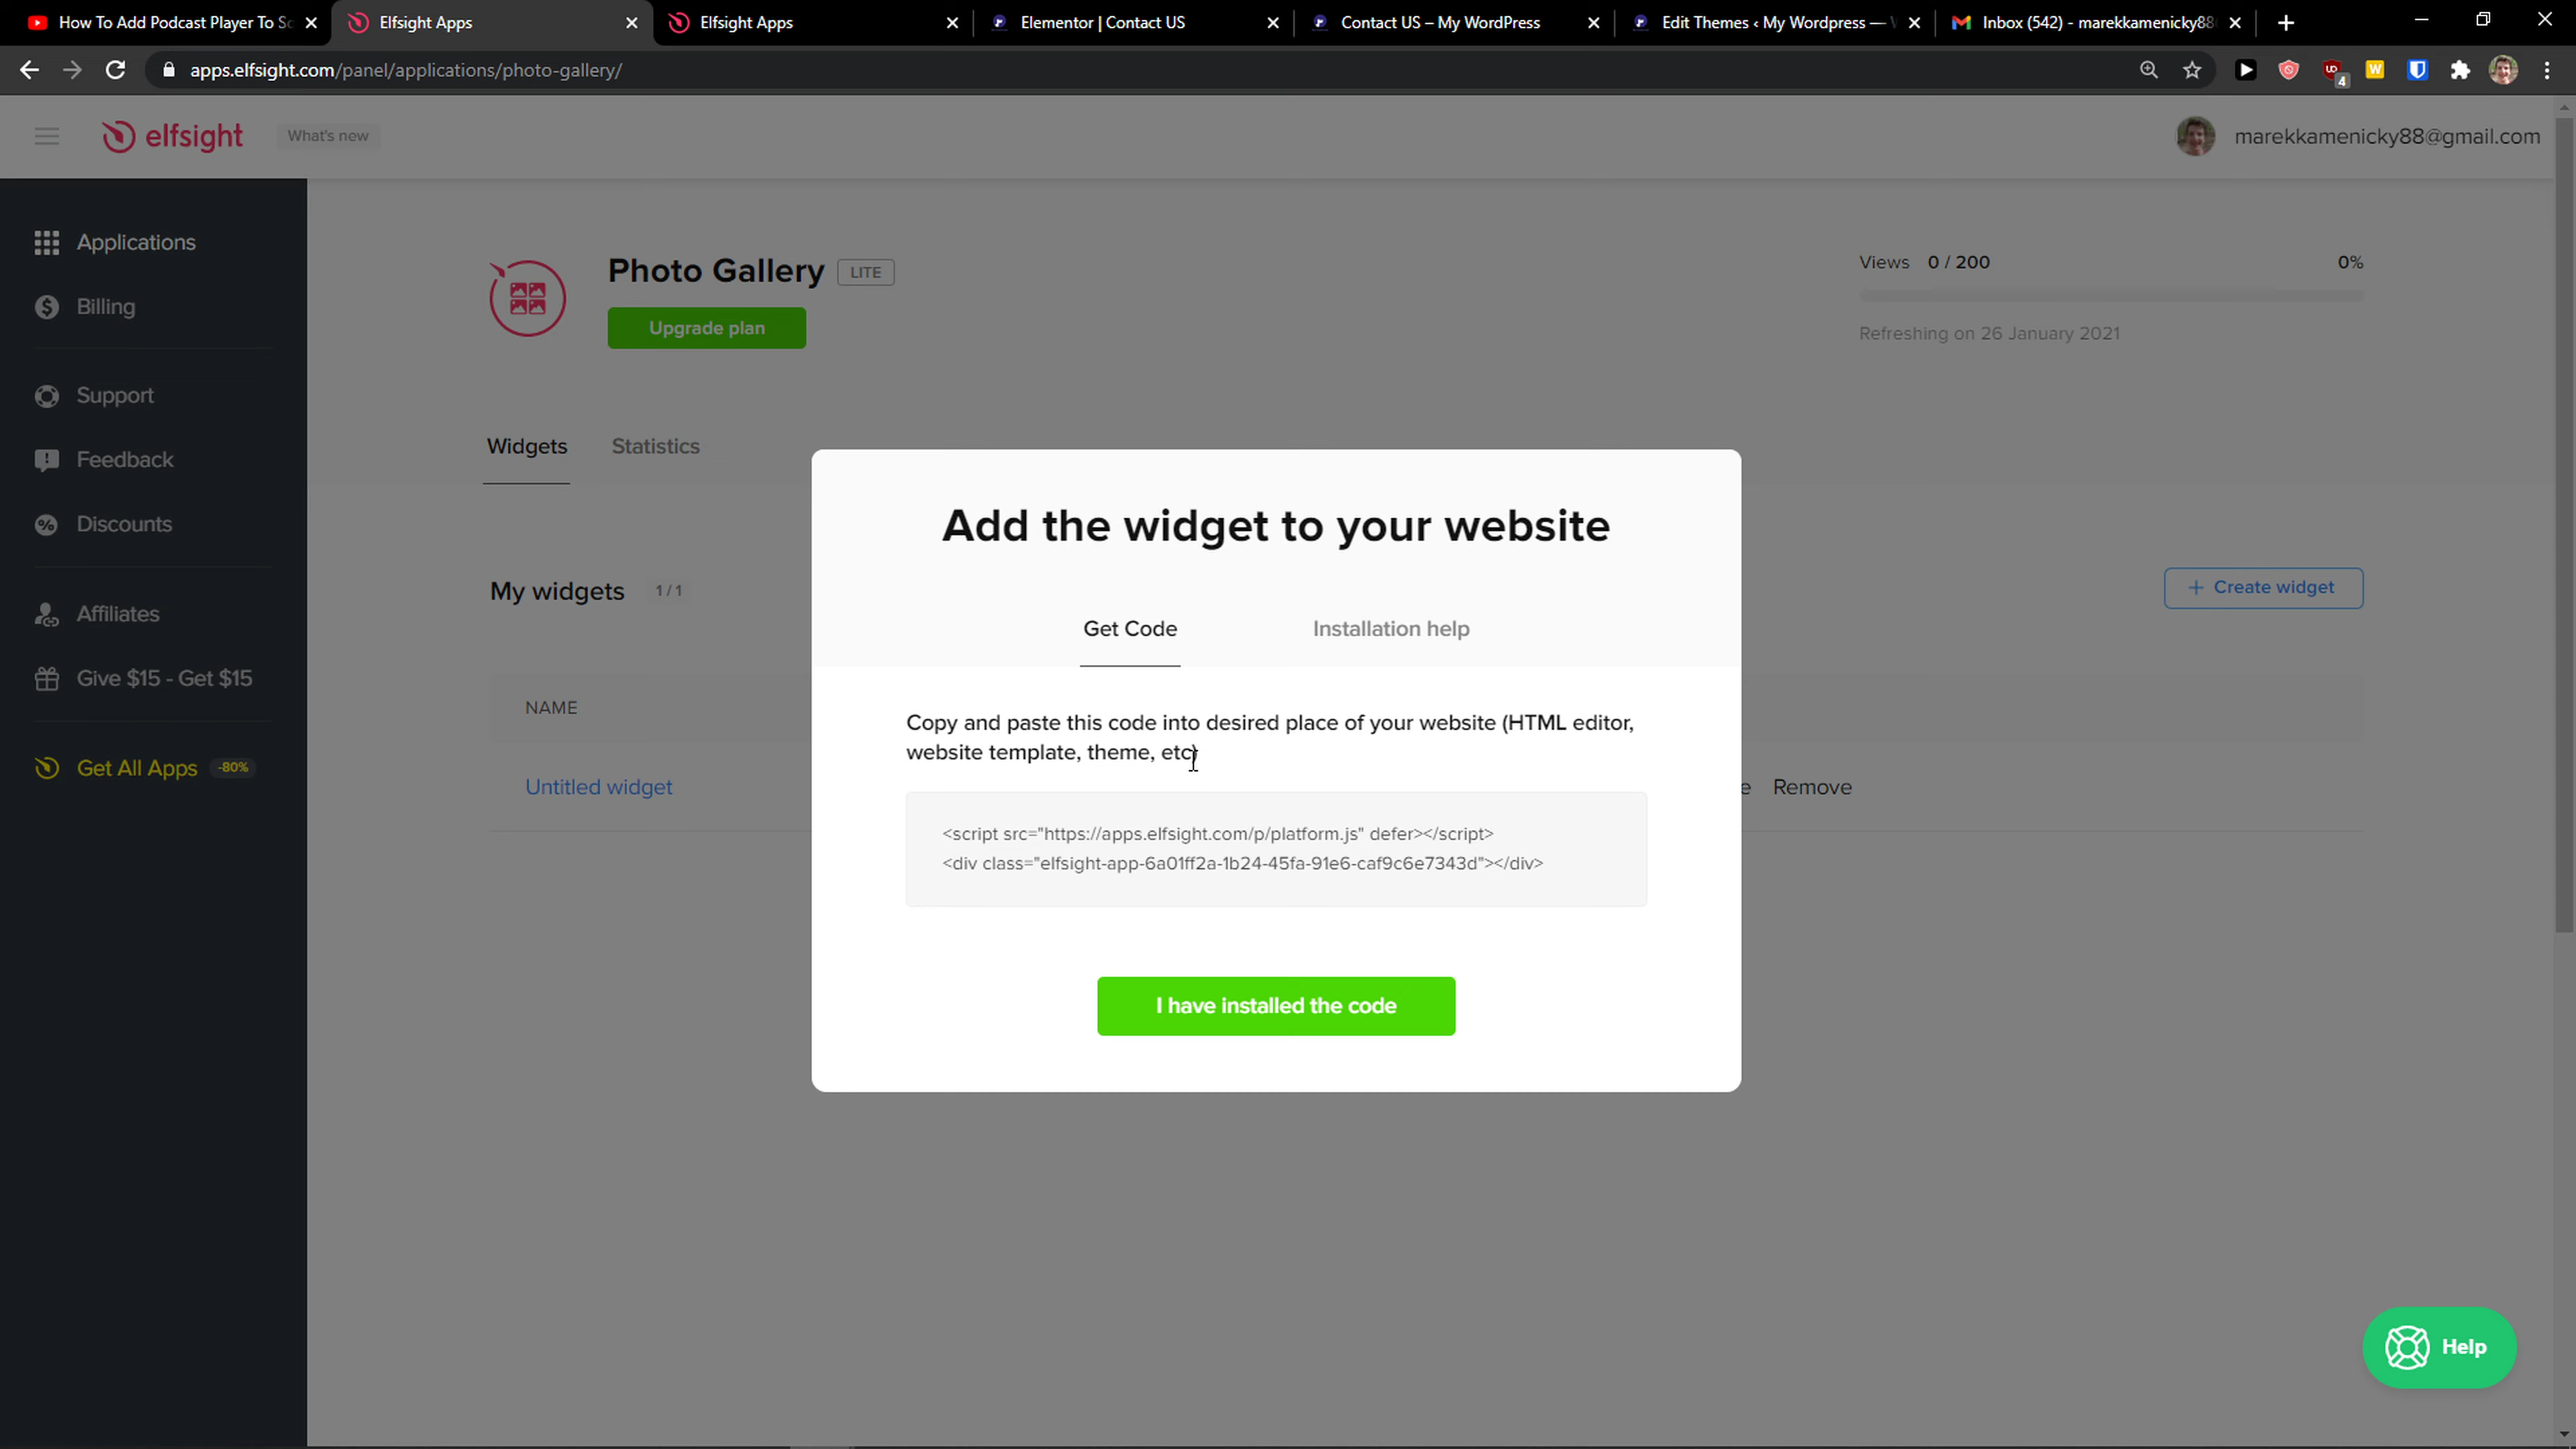 How To Add Podcast Player To Sc
Elfsight Apps
Elfsight Apps
Elementor | Contact US
Contact US – My WordPress
Edit Themes ‹ My Wordpress —
Inbox (542) - marekkamenicky88
apps.elfsight.com/panel/applications/photo-gallery/
4
elfsight
What's new
marekkamenicky88@gmail.com
Applications
Billing
Support
Feedback
Discounts
Affiliates
Give $15 - Get $15
Get All Apps -80%
Photo Gallery LITE
Upgrade plan
Views 0 / 200 0%
Refreshing on 26 January 2021
Widgets Statistics
My widgets 1 / 1
+ Create widget
NAME
Untitled widget
e Remove
Add the widget to your website
Get Code Installation help
Copy and paste this code into desired place of your website (HTML editor,
website template, theme, etc)
<script src="https://apps.elfsight.com/p/platform.js" defer></script>
<div class="elfsight-app-6a01ff2a-1b24-45fa-91e6-caf9c6e7343d"></div>
I have installed the code
Help